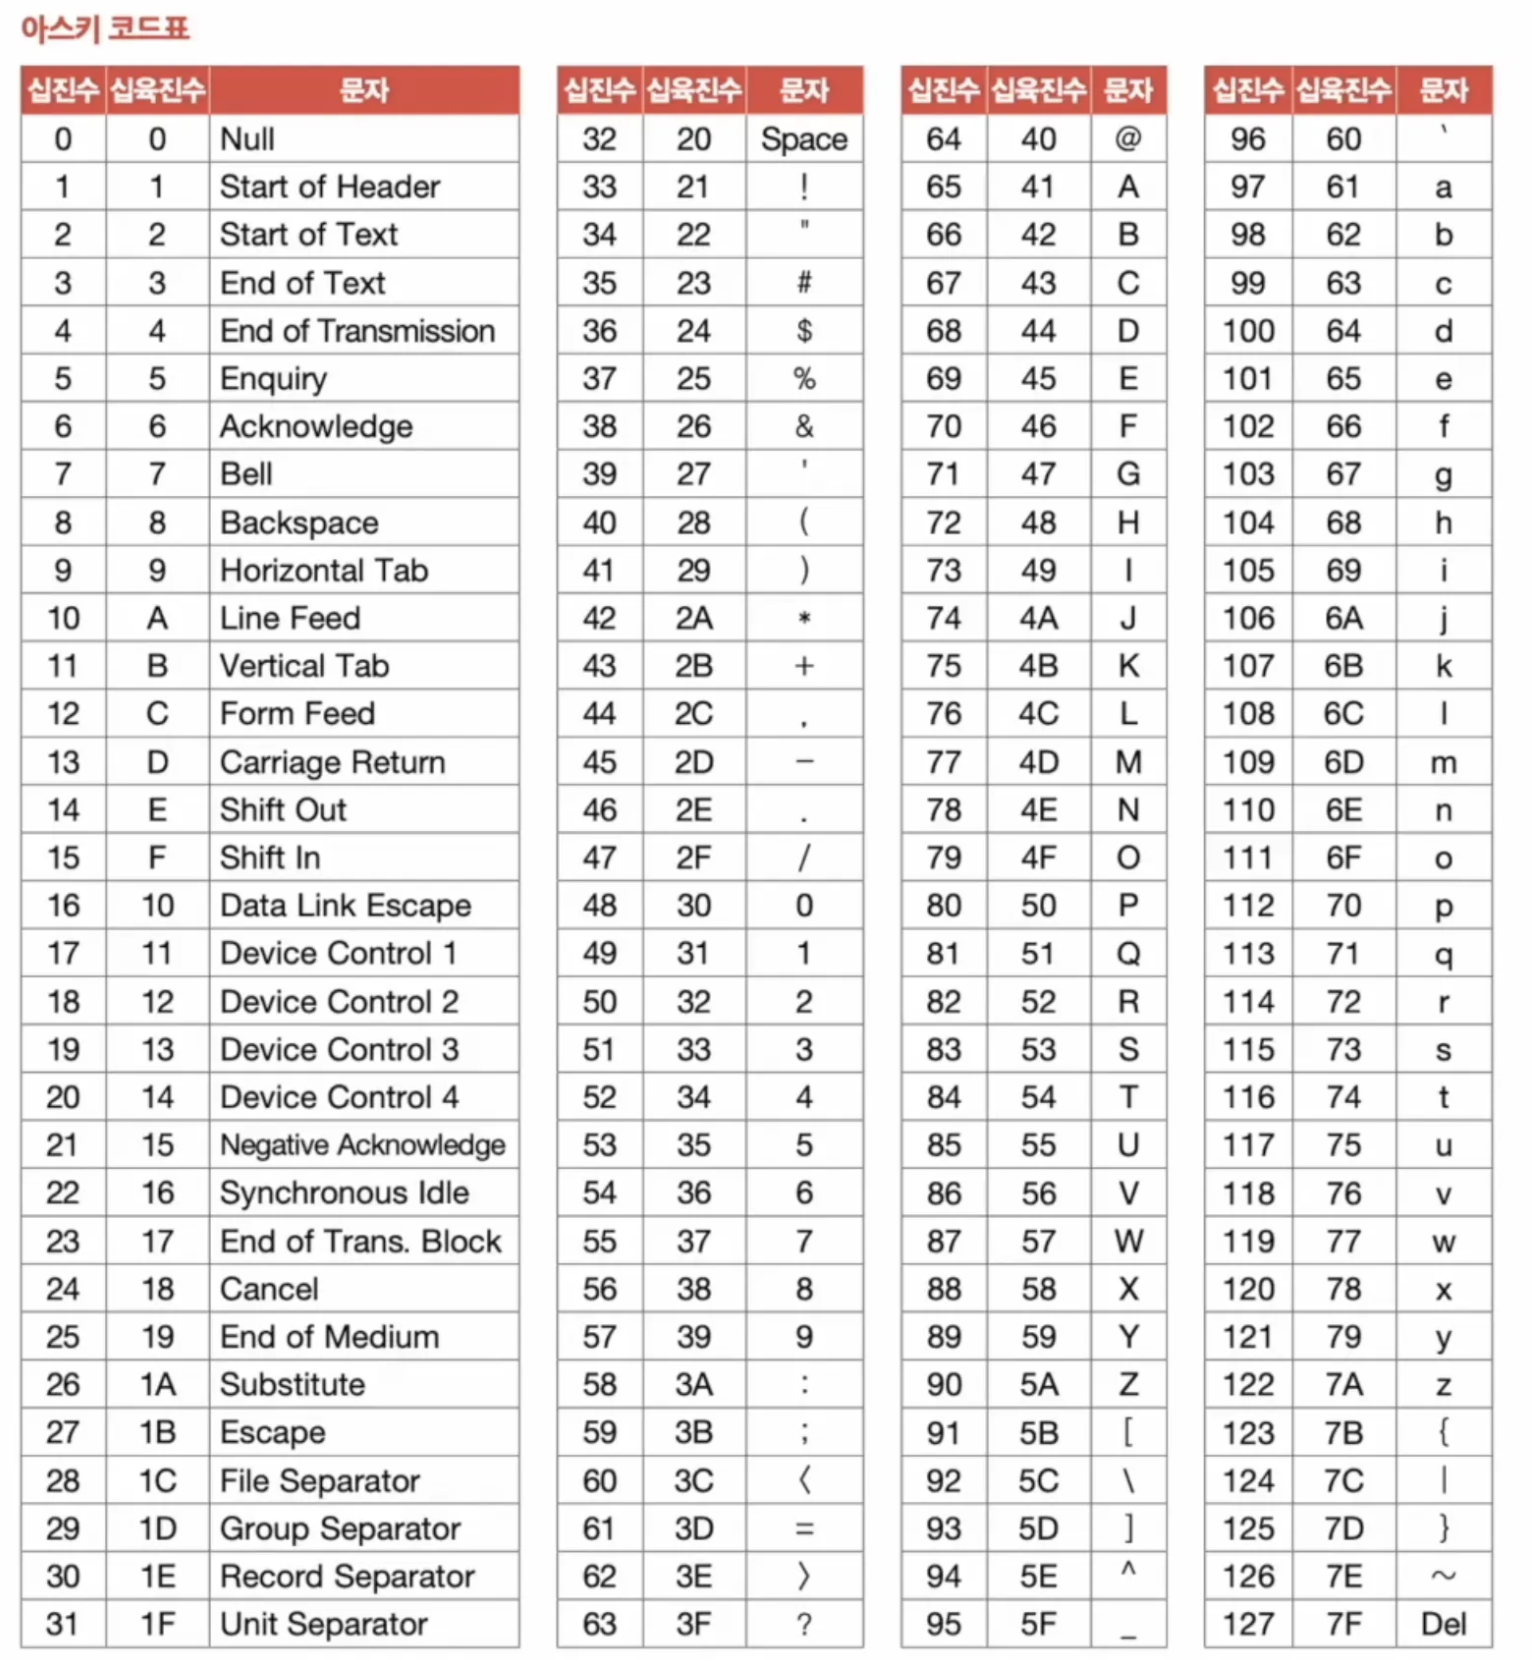 아스키 코드표
십진수 십육진수 문자 십진수 십육진수 문자 십진수 십육진수 문자 십진수 십육진수 문자
0 0 Null 32 20 Space 64 40 @ 96 60 `
1 1 Start of Header 33 21 ! 65 41 A 97 61 a
2 2 Start of Text 34 22 " 66 42 B 98 62 b
3 3 End of Text 35 23 # 67 43 C 99 63 c
4 4 End of Transmission 36 24 $ 68 44 D 100 64 d
5 5 Enquiry 37 25 % 69 45 E 101 65 e
6 6 Acknowledge 38 26 & 70 46 F 102 66 f
7 7 Bell 39 27 ' 71 47 G 103 67 g
8 8 Backspace 40 28 ( 72 48 H 104 68 h
9 9 Horizontal Tab 41 29 ) 73 49 I 105 69 i
10 A Line Feed 42 2A * 74 4A J 106 6A j
11 B Vertical Tab 43 2B + 75 4B K 107 6B k
12 C Form Feed 44 2C , 76 4C L 108 6C l
13 D Carriage Return 45 2D − 77 4D M 109 6D m
14 E Shift Out 46 2E . 78 4E N 110 6E n
15 F Shift In 47 2F / 79 4F O 111 6F o
16 10 Data Link Escape 48 30 0 80 50 P 112 70 p
17 11 Device Control 1 49 31 1 81 51 Q 113 71 q
18 12 Device Control 2 50 32 2 82 52 R 114 72 r
19 13 Device Control 3 51 33 3 83 53 S 115 73 s
20 14 Device Control 4 52 34 4 84 54 T 116 74 t
21 15 Negative Acknowledge 53 35 5 85 55 U 117 75 u
22 16 Synchronous Idle 54 36 6 86 56 V 118 76 v
23 17 End of Trans. Block 55 37 7 87 57 W 119 77 w
24 18 Cancel 56 38 8 88 58 X 120 78 x
25 19 End of Medium 57 39 9 89 59 Y 121 79 y
26 1A Substitute 58 3A : 90 5A Z 122 7A z
27 1B Escape 59 3B ; 91 5B [ 123 7B {
28 1C File Separator 60 3C 〈 92 5C \ 124 7C |
29 1D Group Separator 61 3D = 93 5D ] 125 7D }
30 1E Record Separator 62 3E 〉 94 5E ^ 126 7E ~
31 1F Unit Separator 63 3F ? 95 5F _ 127 7F Del